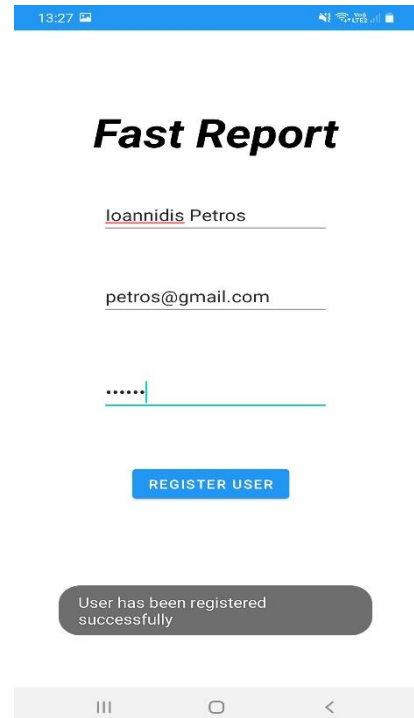 13:27
Fast Report
Ioannidis Petros
petros@gmail.com
••••••
REGISTER USER
User has been registered
successfully